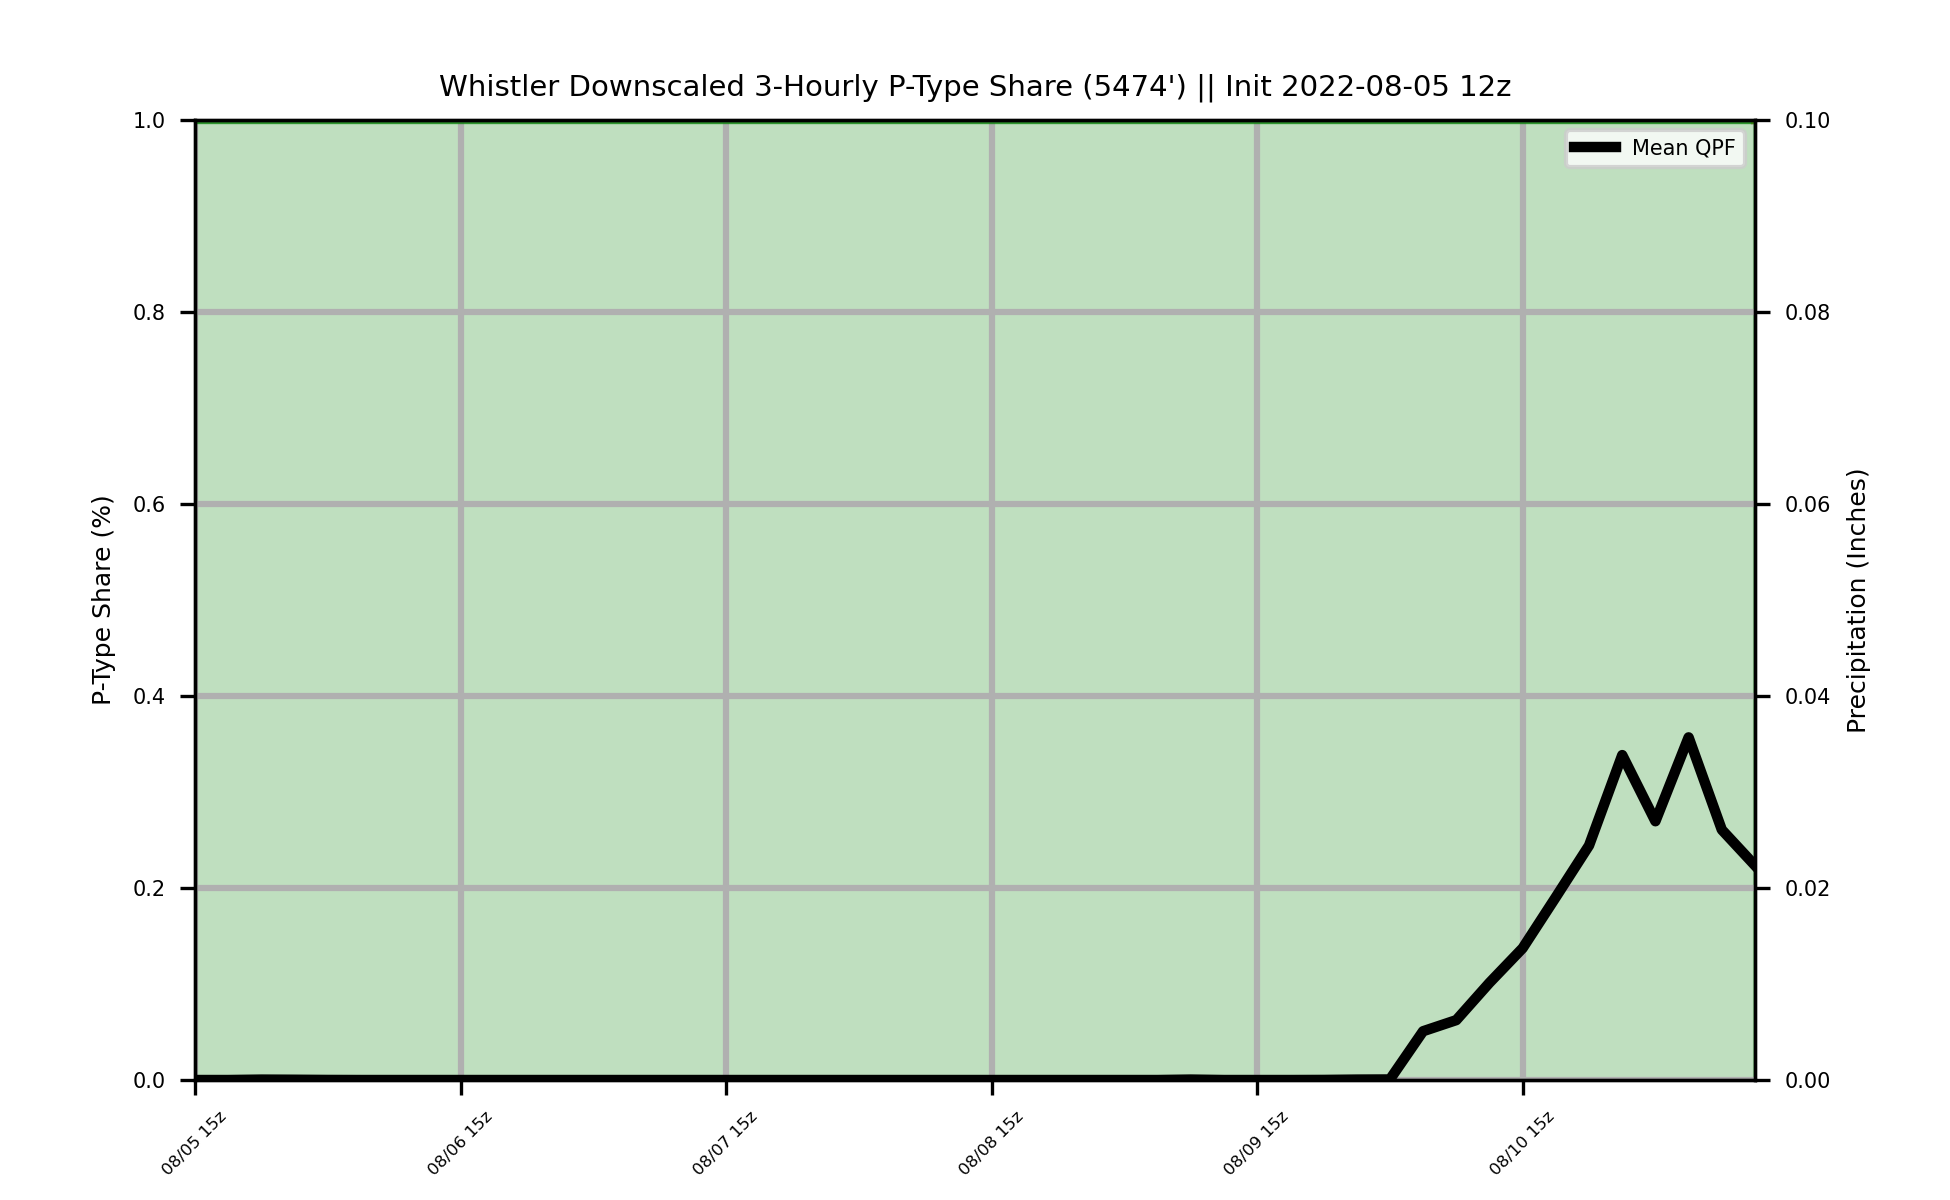 Whistler Downscaled 3-Hourly P-Type Share (5474') || Init 2022-08-05 12z
Mean QPF
P-Type Share (%)
1.0
0.8
0.6
0.4
0.2
0.0
0.10
0.08
0.06
0.04
0.02
0.00
Precipitation (Inches)
08/05 15z
08/06 15z
08/07 15z
08/08 15z
08/09 15z
08/10 15z